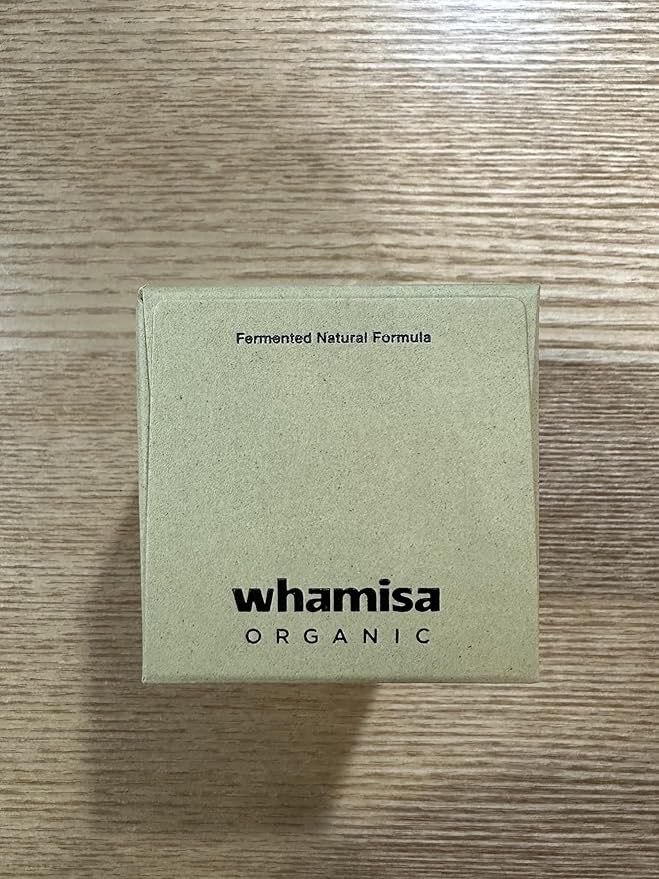 Fermented Natural Formula
whamisa
ORGANIC